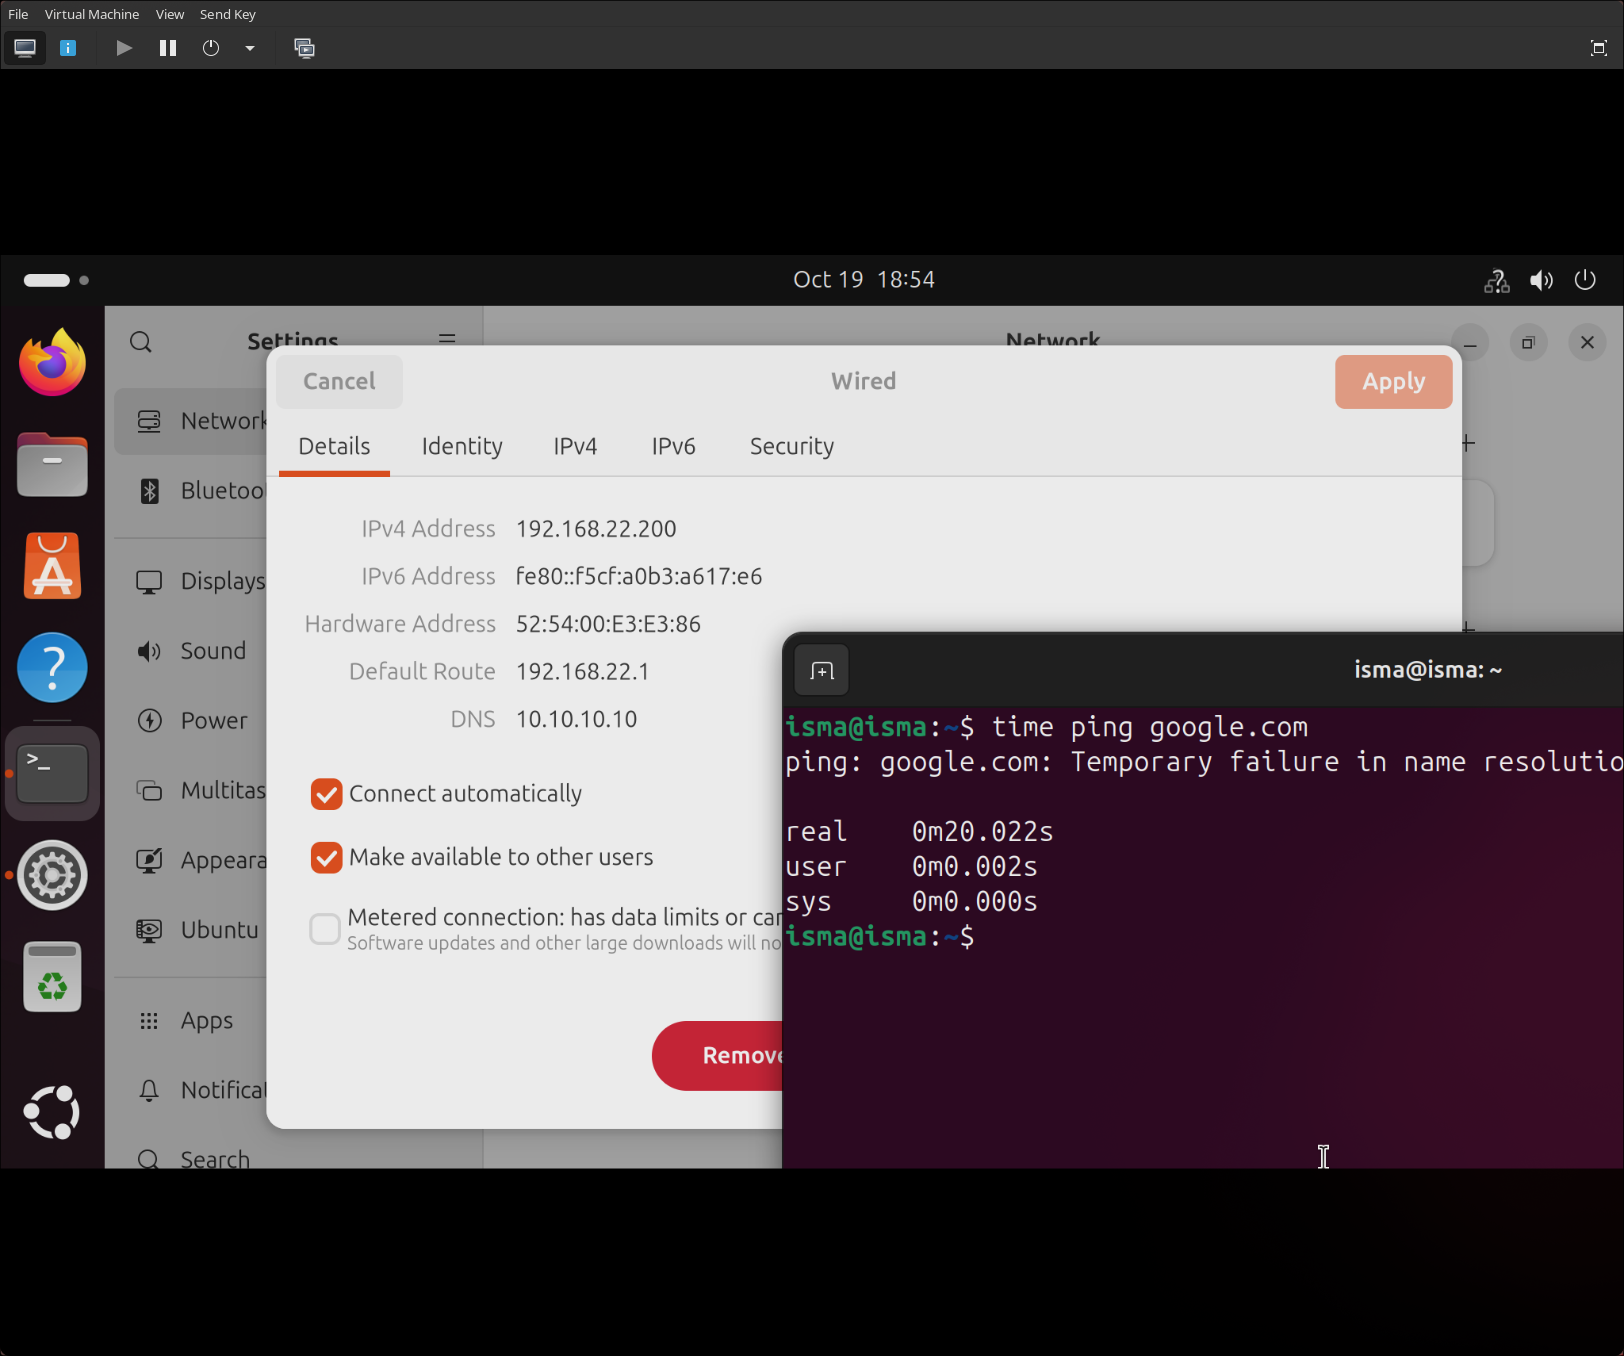 File Virtual Machine View Send Key
Oct 19 18:54
Settings
Network
Cancel
Wired
Apply
Details Identity IPv4 IPv6 Security
IPv4 Address 192.168.22.200
IPv6 Address fe80::f5cf:a0b3:a617:e6
Hardware Address 52:54:00:E3:E3:86
Default Route 192.168.22.1
DNS 10.10.10.10
Connect automatically
Make available to other users
Metered connection: has data limits or can
Software updates and other large downloads will no
Remove
Network
Bluetoo
Displays
Sound
Power
Multitas
Appeara
Ubuntu
Apps
Notificat
Search
isma@isma: ~
isma@isma:~$ time ping google.com
ping: google.com: Temporary failure in name resolutio
real 0m20.022s
user 0m0.002s
sys 0m0.000s
isma@isma:~$